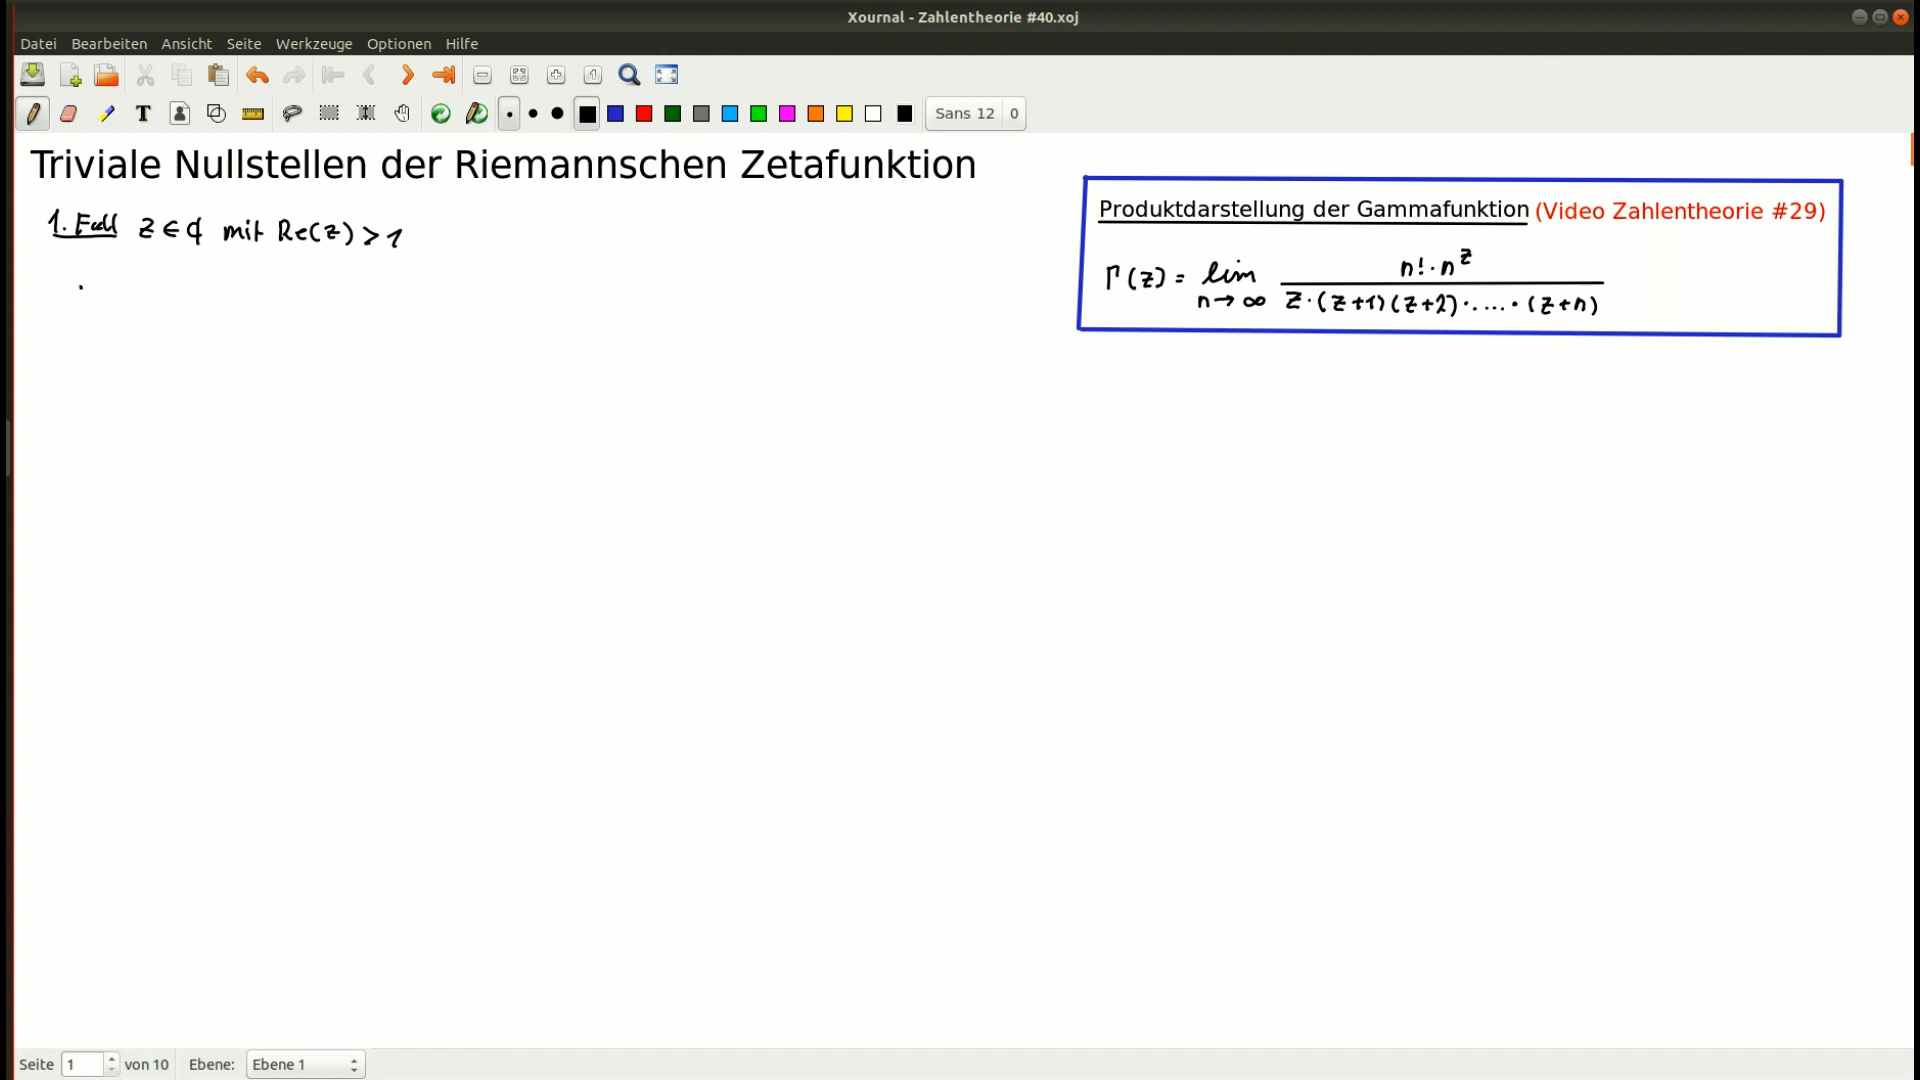 Xournal - Zahlentheorie #40.xoj
Datei Bearbeiten Ansicht Seite Werkzeuge Optionen Hilfe
T Sans 12 0
Triviale Nullstellen der Riemannschen Zetafunktion
1. Fall z ∈ ℂ mit Re(z) > 1
Produktdarstellung der Gammafunktion (Video Zahlentheorie #29)
Γ(z) = lim n→∞ n! · n^z / z·(z+1)(z+2)·....·(z+n)
Seite 1 von 10 Ebene: Ebene 1